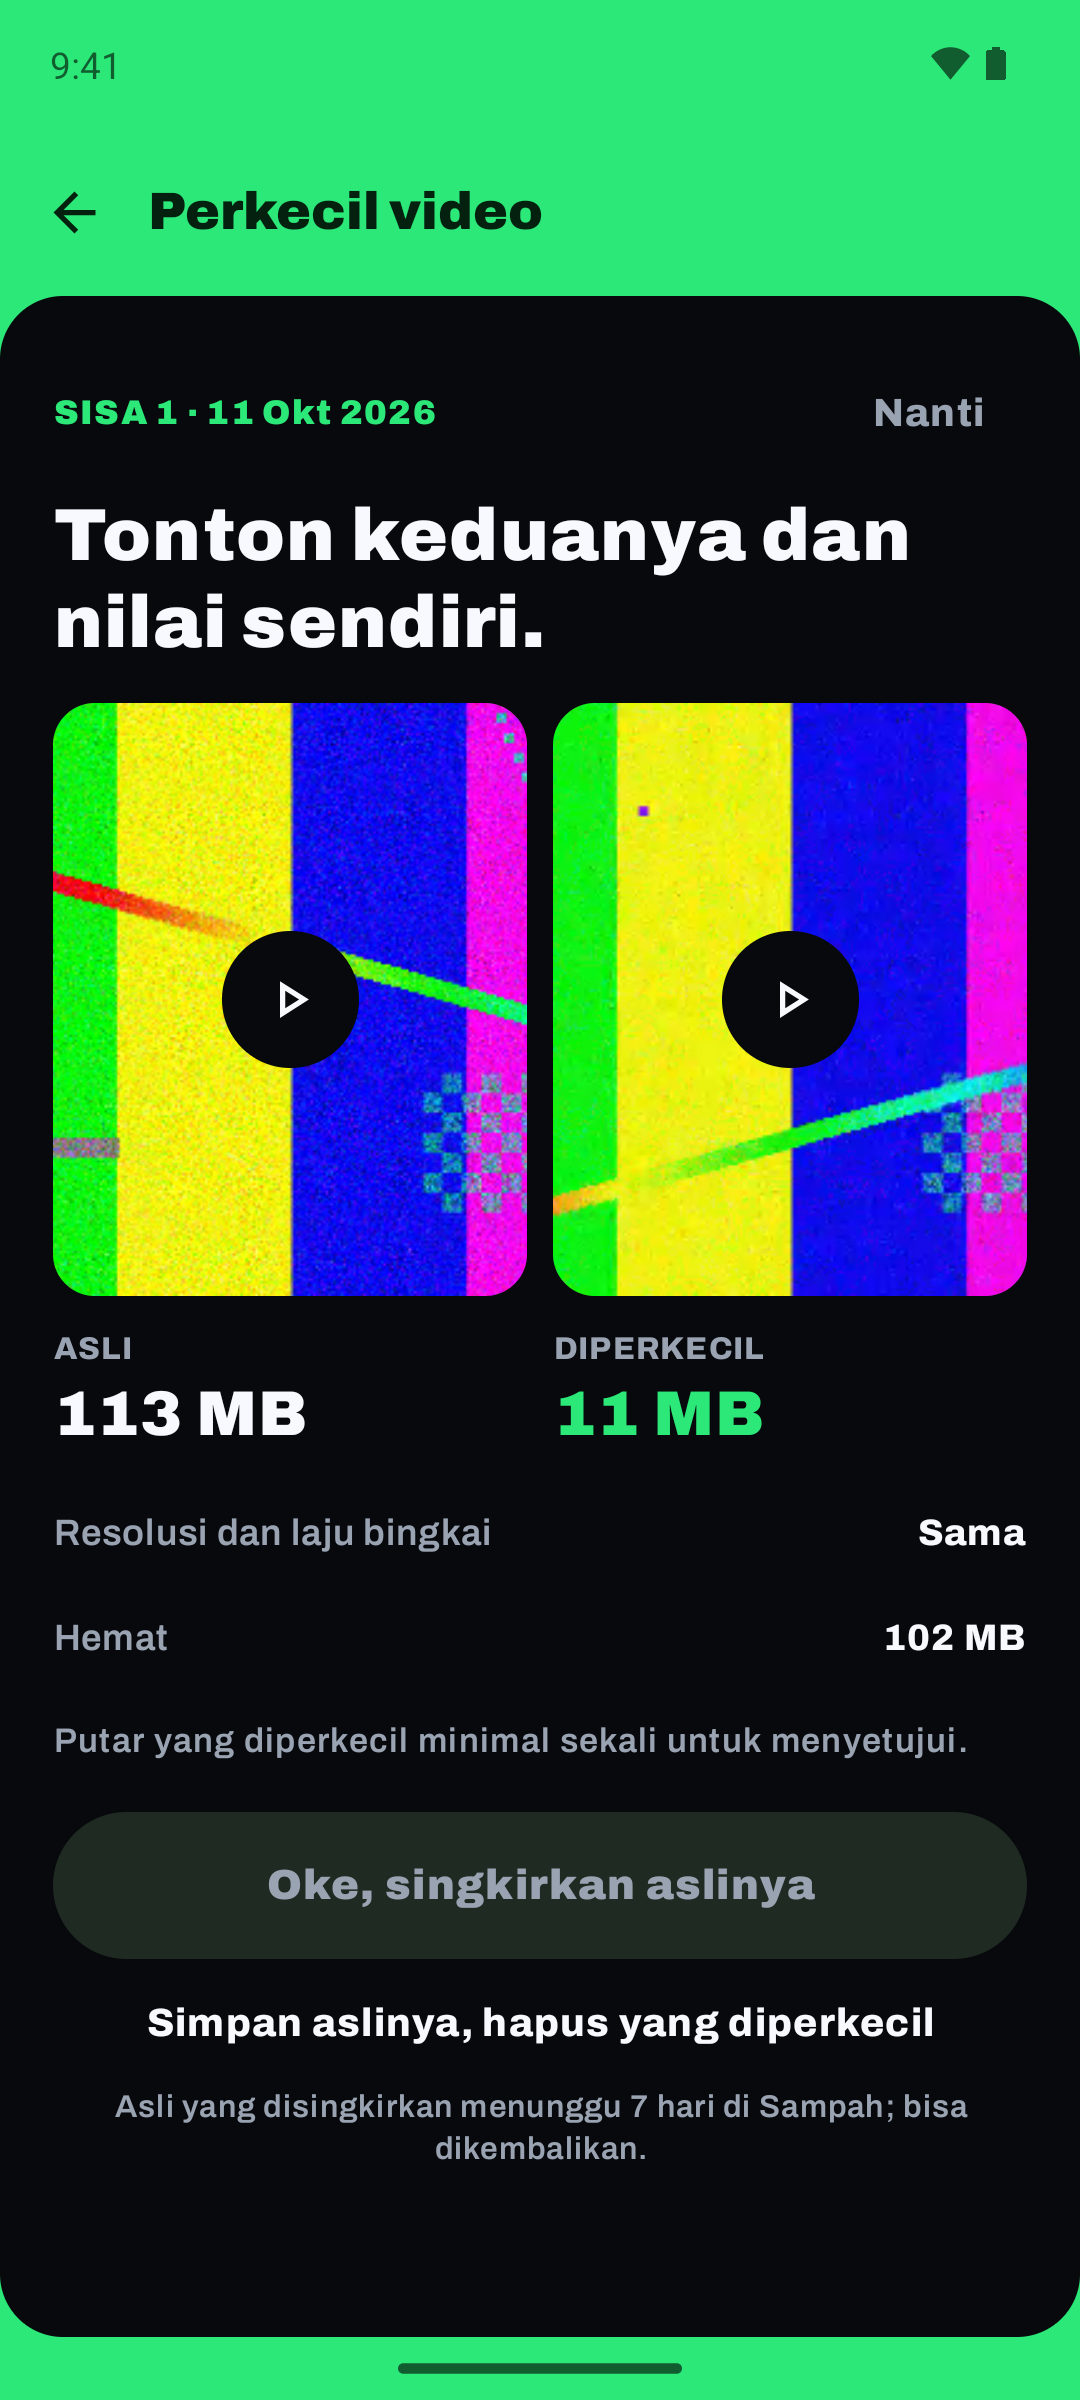 9:41
Perkecil video
SISA 1 · 11 Okt 2026
Nanti
Tonton keduanya dan
nilai sendiri.
ASLI
DIPERKECIL
113 MB
11 MB
Resolusi dan laju bingkai
Sama
Hemat
102 MB
Putar yang diperkecil minimal sekali untuk menyetujui.
Oke, singkirkan aslinya
Simpan aslinya, hapus yang diperkecil
Asli yang disingkirkan menunggu 7 hari di Sampah; bisa
dikembalikan.